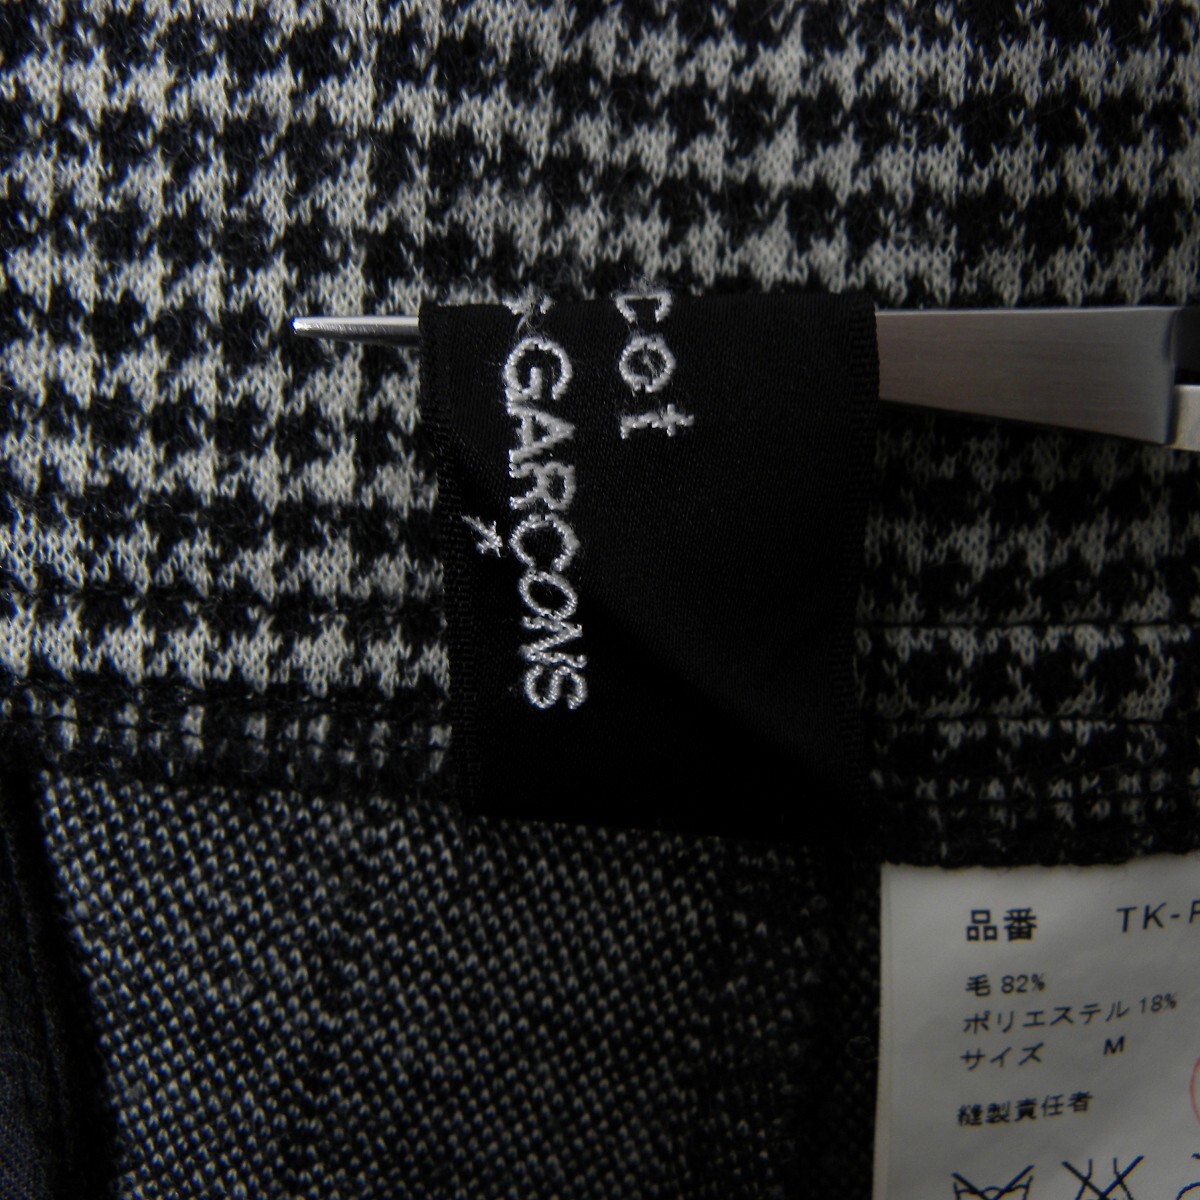 cot
GARCONS
品番 TK-
毛 82%
ポリエステル 18%
サイズ M
縫製責任者